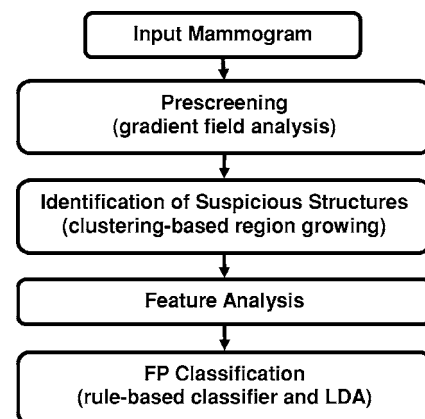 Input Mammogram
Prescreening
(gradient field analysis)
Identification of Suspicious Structures
(clustering-based region growing)
Feature Analysis
FP Classification
(rule-based classifier and LDA)